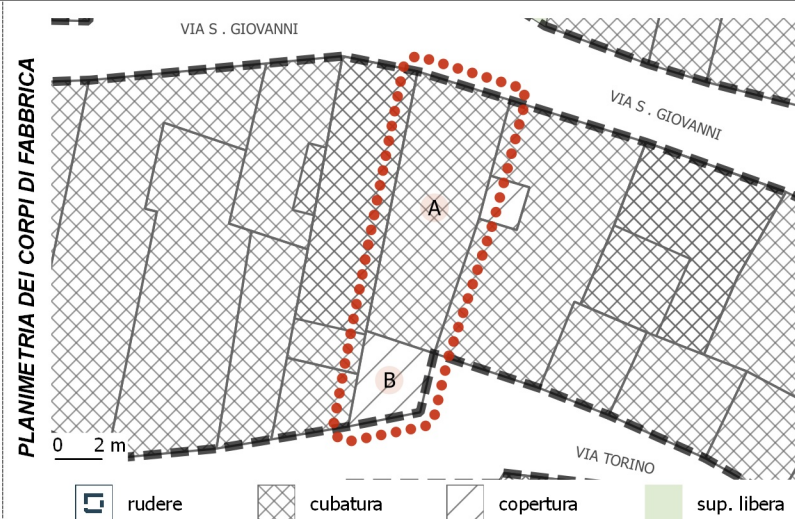 VIA S . GIOVANNI
VIA S . GIOVANNI
PLANIMETRIA DEI CORPI DI FABBRICA
A
B
0 2 m
VIA TORINO
rudere
cubatura
copertura
sup. libera